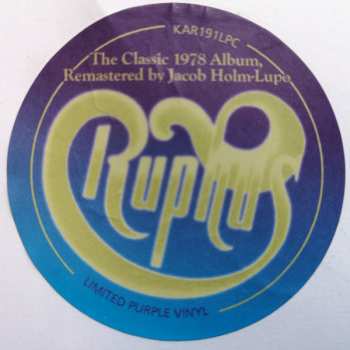 KAR191LPC
The Classic 1978 Album,
Remastered by Jacob Holm-Lupo
Ruphus
LIMITED PURPLE VINYL